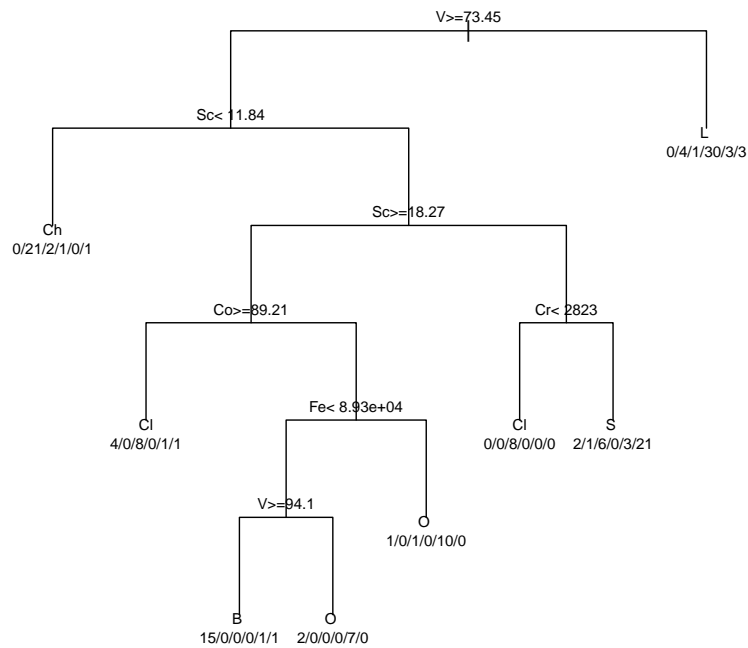 V>=73.45
Sc< 11.84
L
0/4/1/30/3/3
Ch
0/21/2/1/0/1
Sc>=18.27
Co>=89.21
Cr< 2823
Cl
4/0/8/0/1/1
Fe< 8.93e+04
Cl
0/0/8/0/0/0
S
2/1/6/0/3/21
V>=94.1
O
1/0/1/0/10/0
B
15/0/0/0/1/1
O
2/0/0/0/7/0